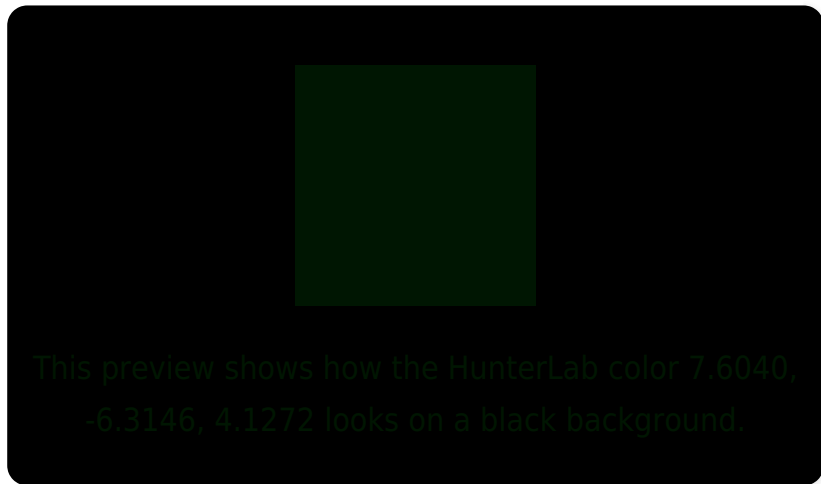 This preview shows how the HunterLab color 7.6040,
-6.3146, 4.1272 looks on a black background.